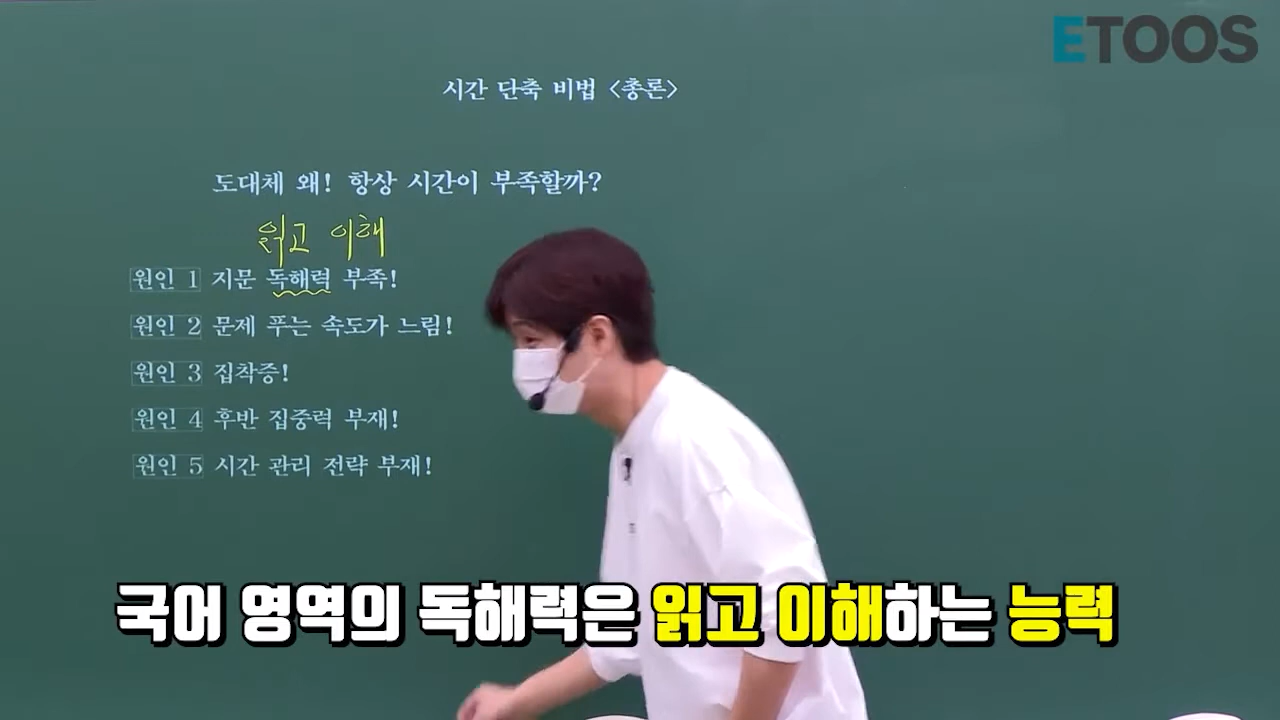 ETOOS
시간 단축 비법 <총론>
도대체 왜! 항상 시간이 부족할까?
읽고 이해
원인 1 지문 독해력 부족!
원인 2 문제 푸는 속도가 느림!
원인 3 집착증!
원인 4 후반 집중력 부재!
원인 5 시간 관리 전략 부재!
국어 영역의 독해력은 읽고 이해하는 능력